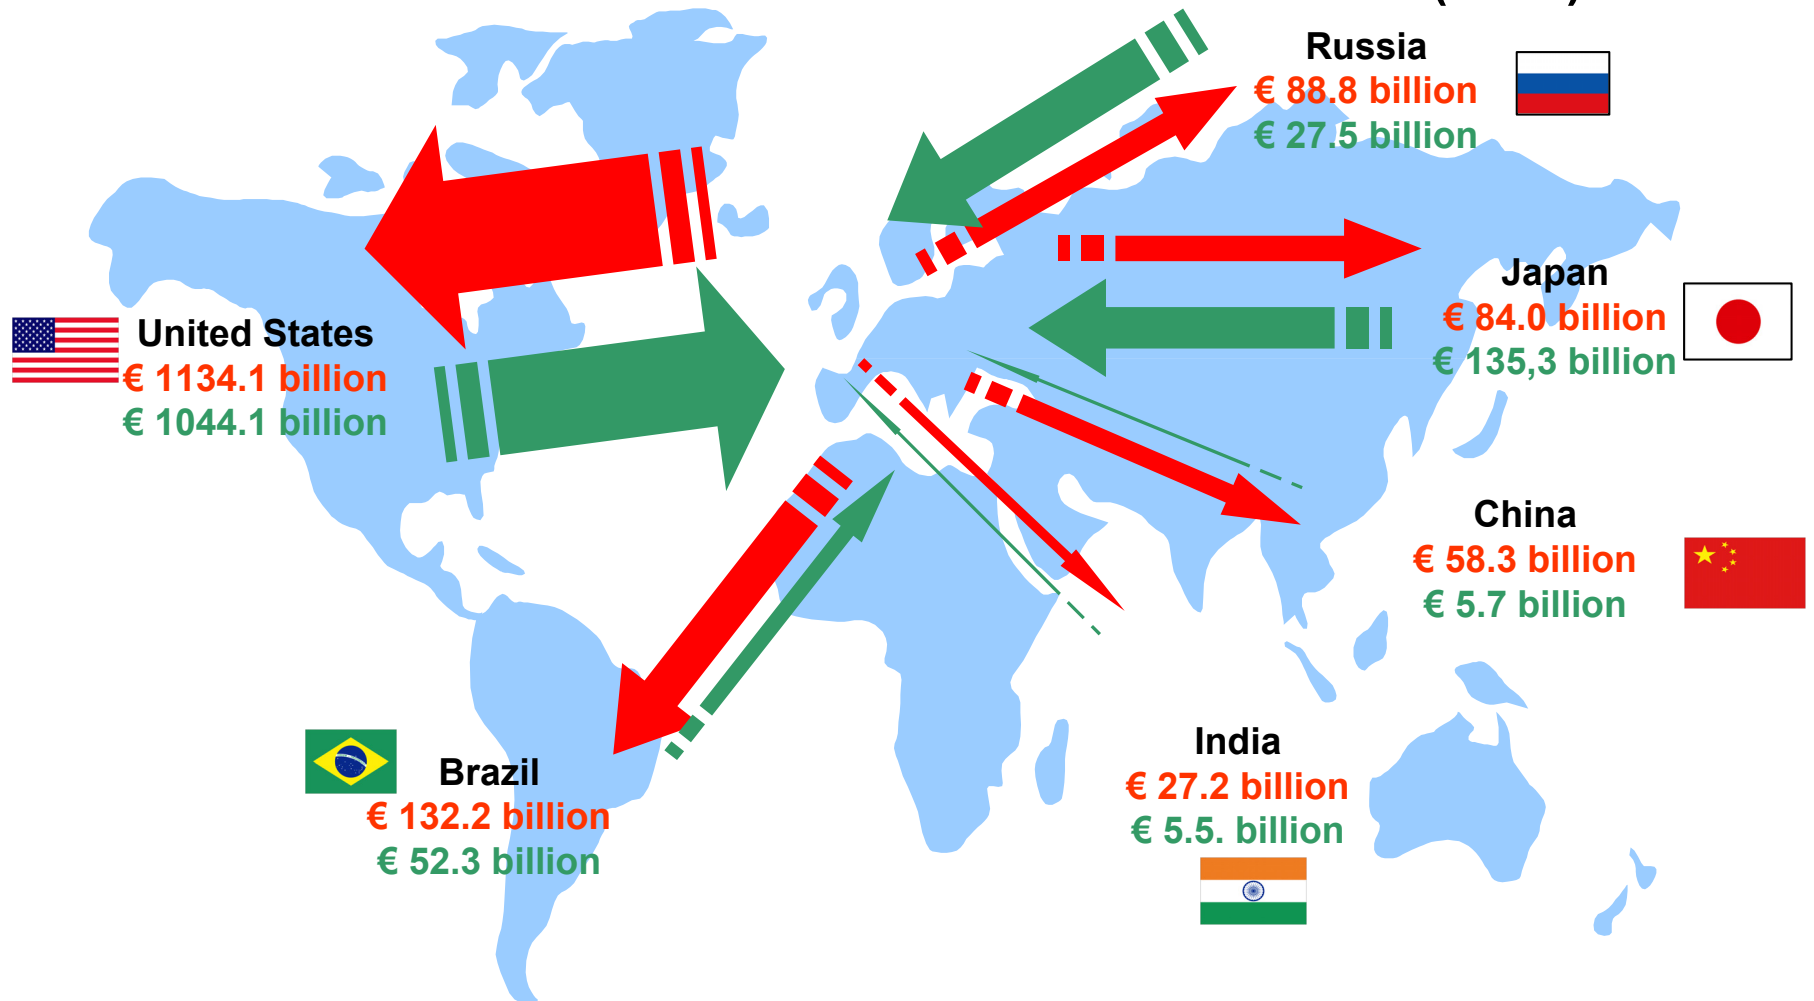 Russia
€ 88.8 billion
€ 27.5 billion
Japan
€ 84.0 billion
€ 135,3 billion
United States
€ 1134.1 billion
€ 1044.1 billion
China
€ 58.3 billion
€ 5.7 billion
India
€ 27.2 billion
€ 5.5. billion
Brazil
€ 132.2 billion
€ 52.3 billion